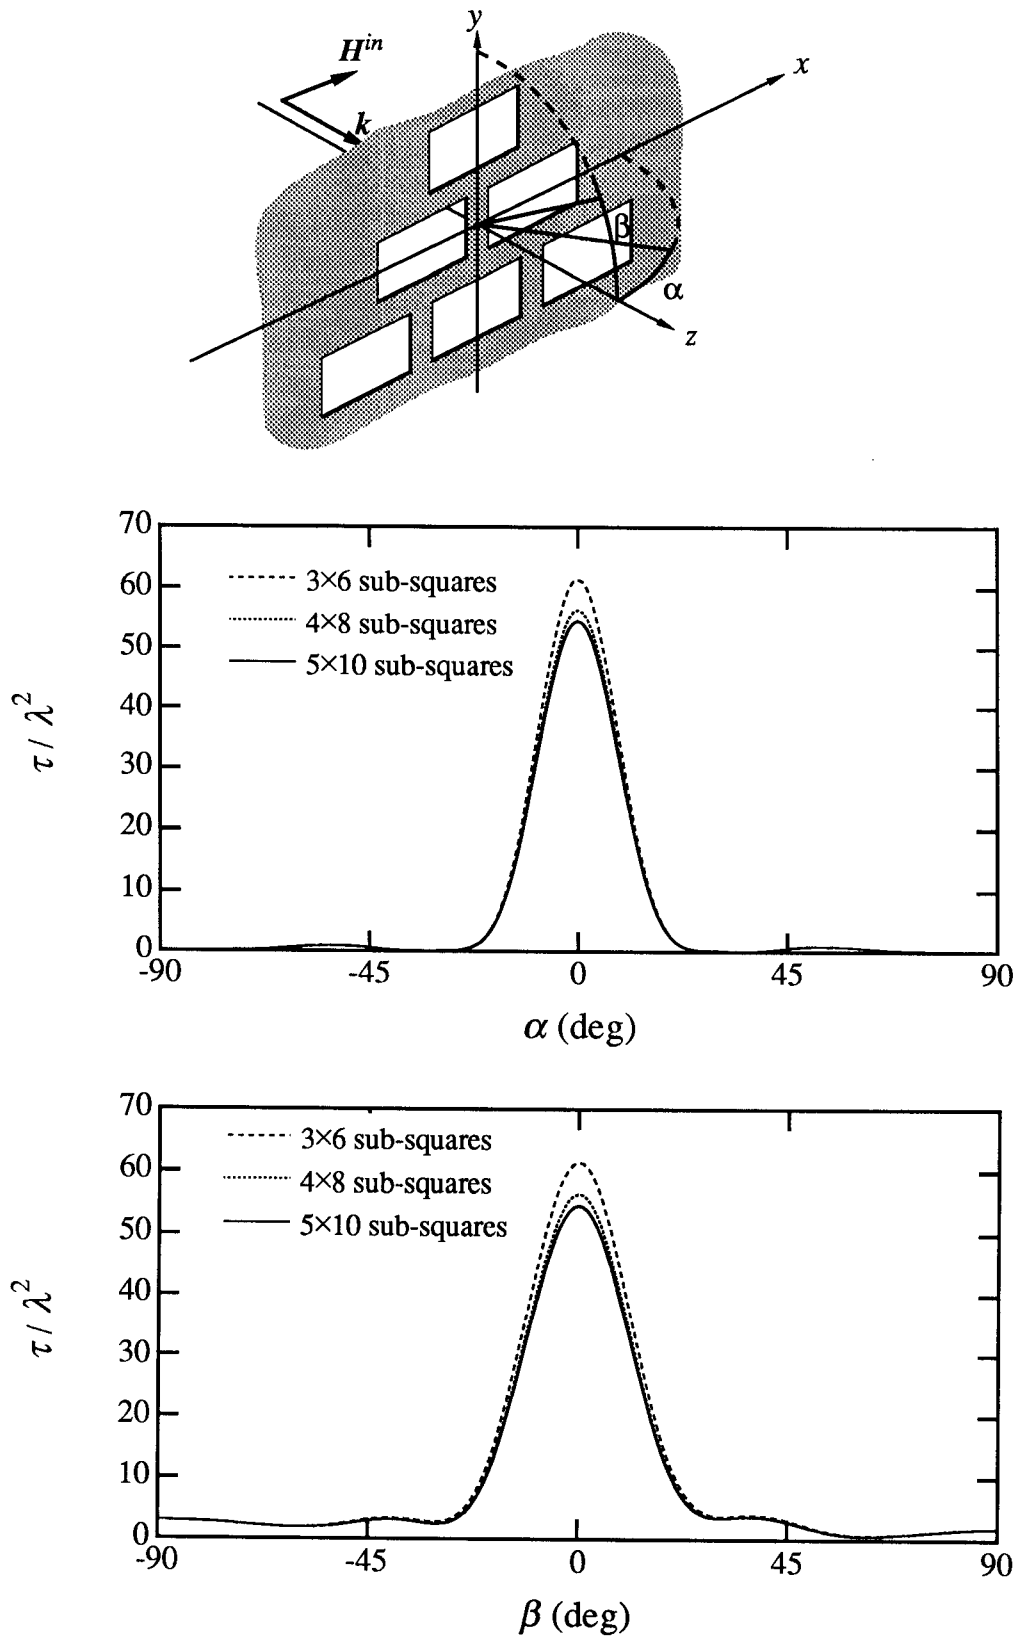 y
x
H^in
k
β
α
z
70
60
50
40
30
20
10
0
3×6 sub-squares
4×8 sub-squares
5×10 sub-squares
τ / λ²
-90 -45 0 45 90
α (deg)
70
60
50
40
30
20
10
0
3×6 sub-squares
4×8 sub-squares
5×10 sub-squares
τ / λ²
-90 -45 0 45 90
β (deg)